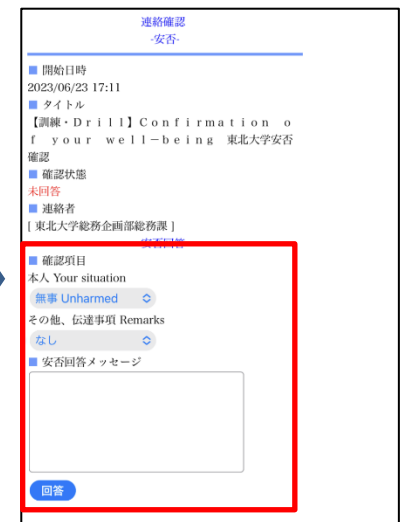 連絡確認
-安否-
■ 開始日時
2023/06/23 17:11
■ タイトル
【訓練・Ｄｒｉｌｌ】Ｃｏｎｆｉｒｍａｔｉｏｎ　ｏ
ｆ　ｙｏｕｒ　ｗｅｌｌ－ｂｅｉｎｇ　東北大学安否
確認
■ 確認状態
未回答
■ 連絡者
[ 東北大学総務企画部総務課 ]
安否回答
■ 確認項目
本人 Your situation
無事 Unharmed
その他、伝達事項 Remarks
なし
■ 安否回答メッセージ
回答